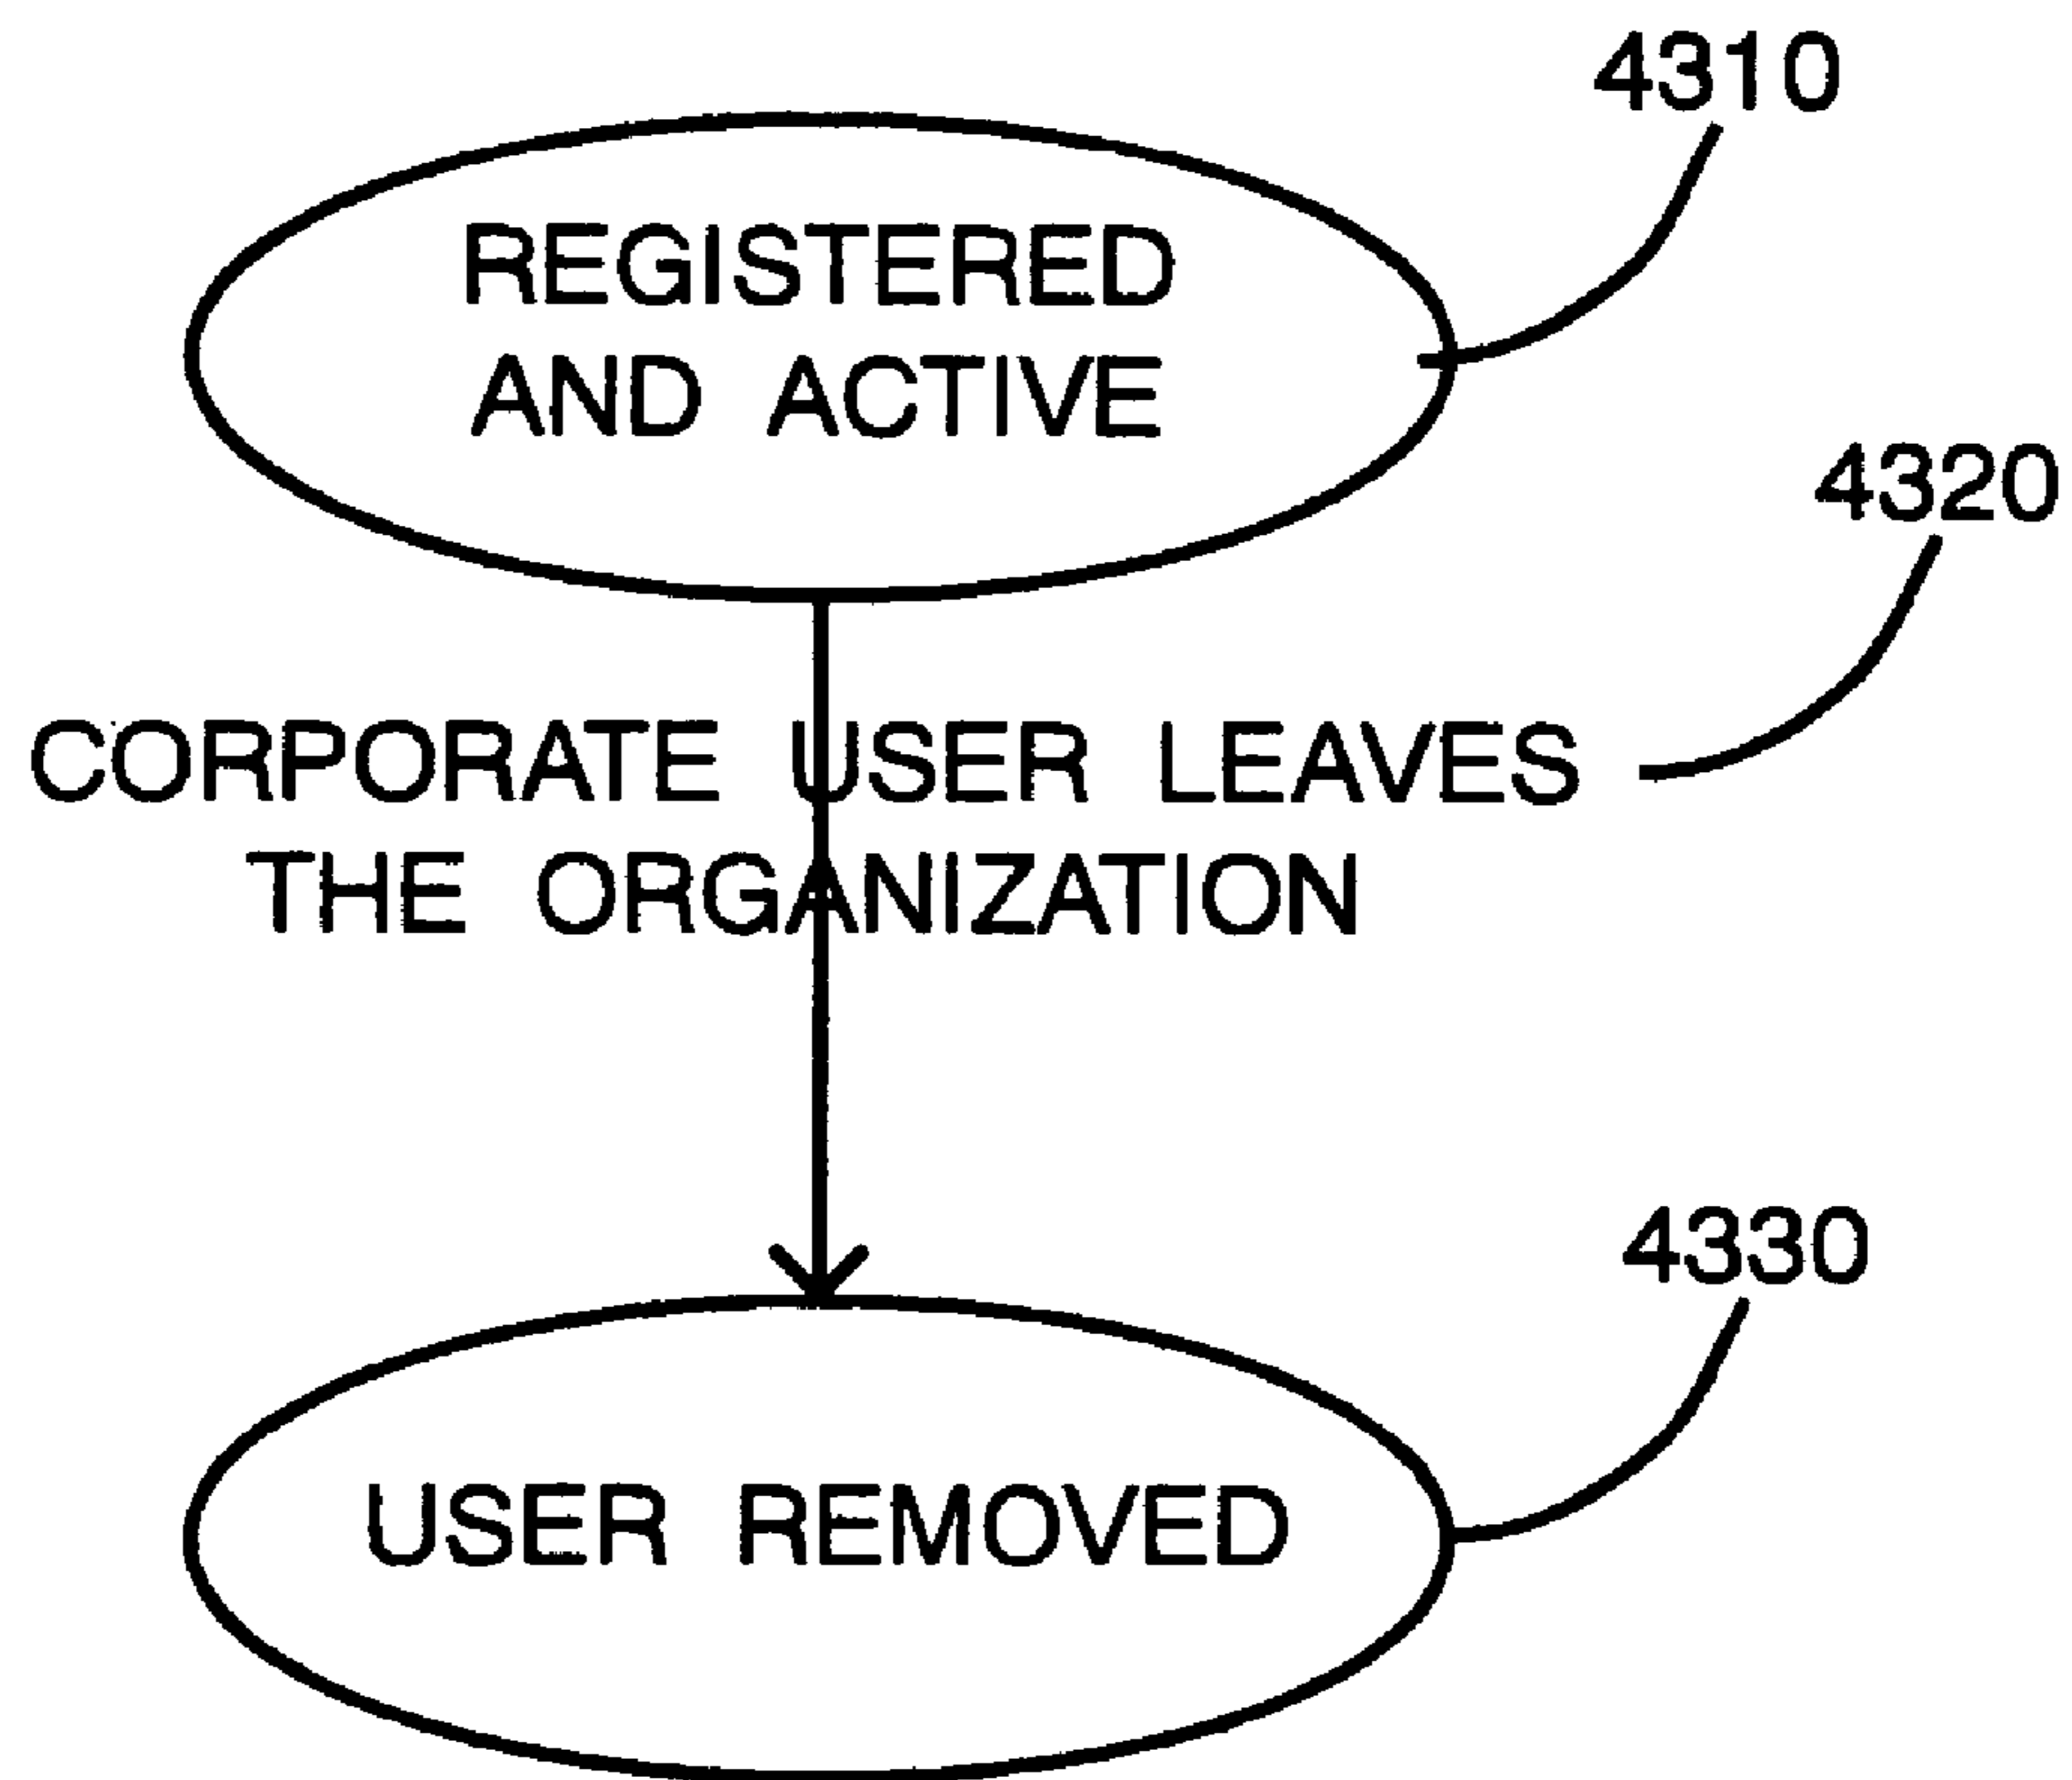 4310
REGISTERED
AND ACTIVE
4320
CORPORATE USER LEAVES
THE ORGANIZATION
4330
USER REMOVED